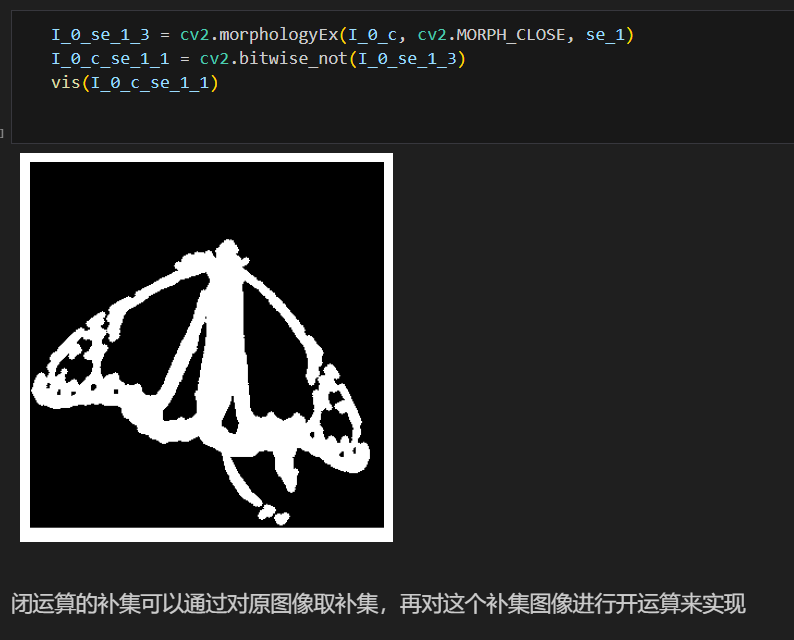 I_0_se_1_3 = cv2.morphologyEx(I_0_c, cv2.MORPH_CLOSE, se_1)
I_0_c_se_1_1 = cv2.bitwise_not(I_0_se_1_3)
vis(I_0_c_se_1_1)
]
闭运算的补集可以通过对原图像取补集，再对这个补集图像进行开运算来实现